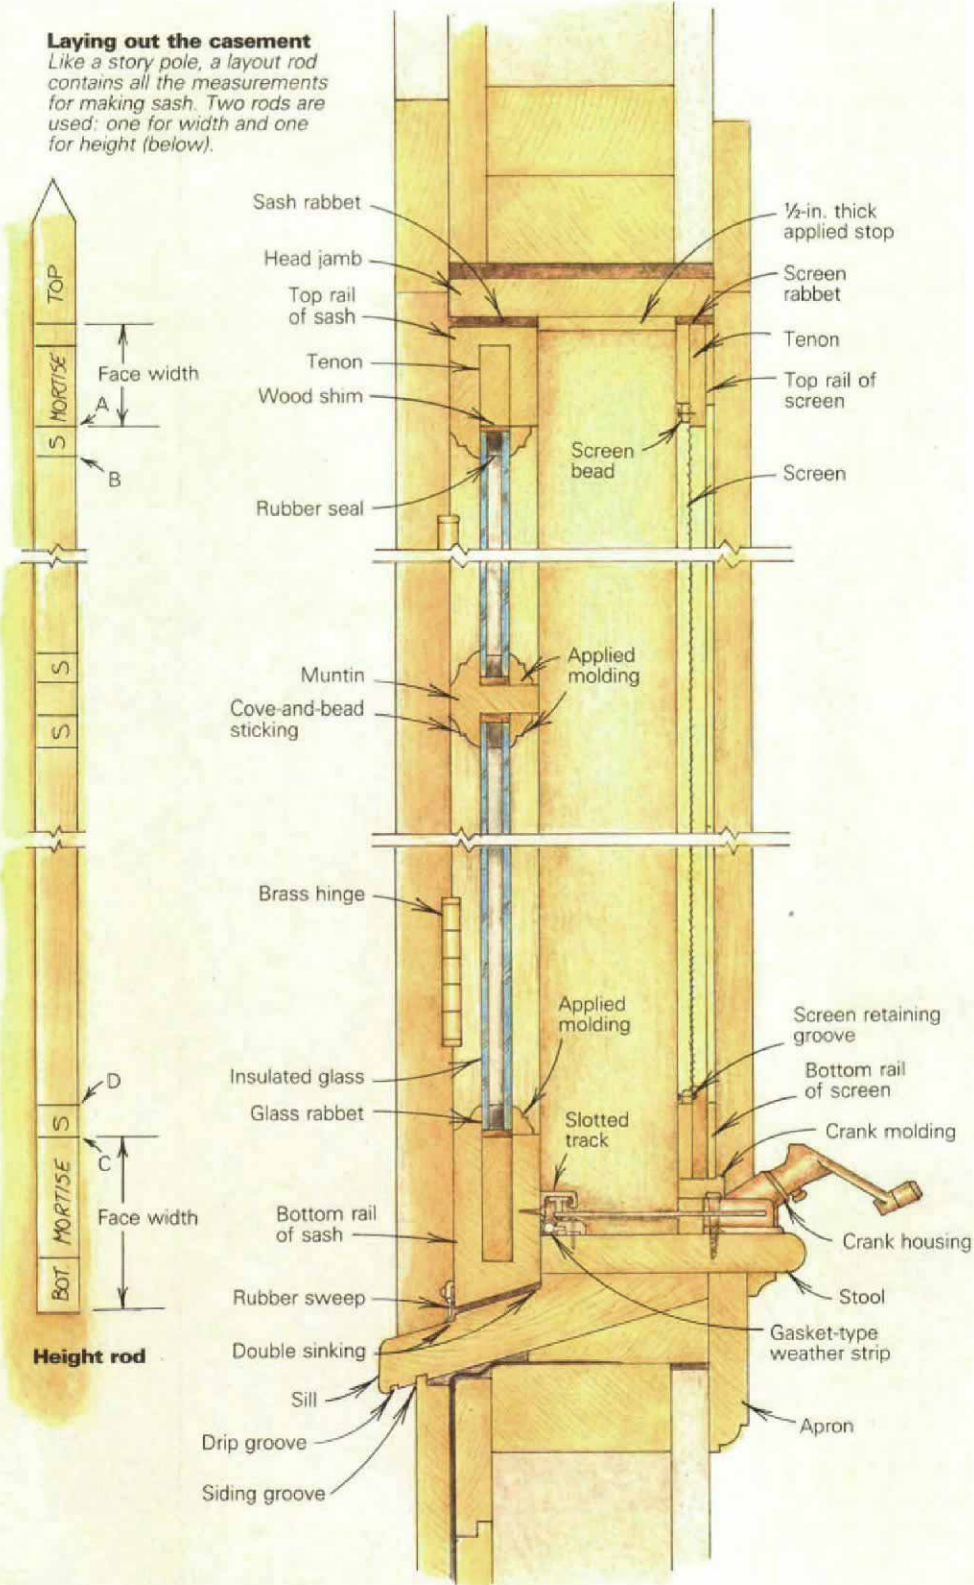 Laying out the casement
Like a story pole, a layout rod
contains all the measurements
for making sash. Two rods are
used: one for width and one
for height (below).
TOP
MORTISE
Face width
A
S
B
S
S
D
S
C
MORTISE
Face width
BOT
Height rod
Sash rabbet
Head jamb
Top rail
of sash
Tenon
Wood shim
Rubber seal
½-in. thick
applied stop
Screen
rabbet
Tenon
Top rail of
screen
Screen
bead
Screen
Muntin
Cove-and-bead
sticking
Applied
molding
Brass hinge
Applied
molding
Insulated glass
Glass rabbet
Slotted
track
Screen retaining
groove
Bottom rail
of screen
Crank molding
Bottom rail
of sash
Crank housing
Rubber sweep
Stool
Double sinking
Gasket-type
weather strip
Sill
Apron
Drip groove
Siding groove